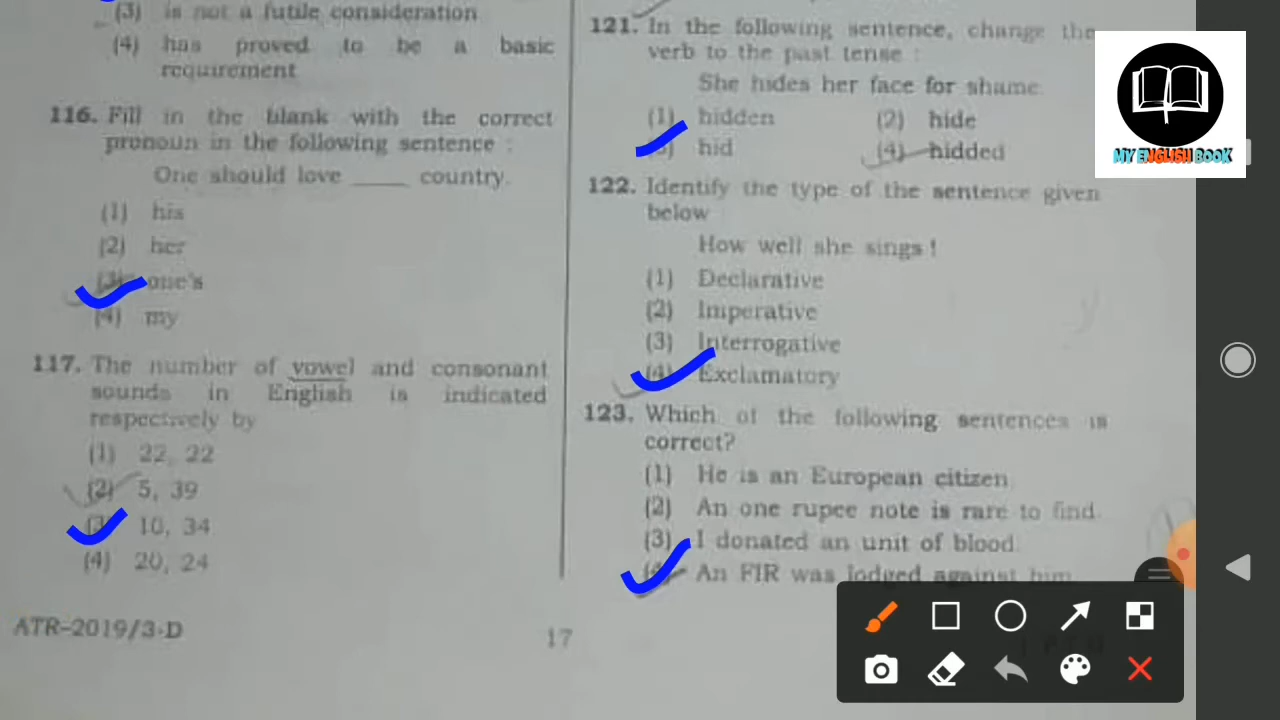 (3) is not a futile consideration
(4) has proved to be a basic
requirement
116. Fill in the blank with the correct
pronoun in the following sentence :
One should love ____ country.
(1) his
(2) her
(3) one's
(4) my
117. The number of vowel and consonant
sounds in English is indicated
respectively by
(1) 22, 22
(2) 5, 39
10, 34
(4) 20, 24
ATR-2019/3-D
17
121. In the following sentence, change the
verb to the past tense :
She hides her face for shame.
(1) hidden (2) hide
hid (4) hidded
122. Identify the type of the sentence given
below
How well she sings !
(1) Declarative
(2) Imperative
(3) Interrogative
(4) Exclamatory
123. Which of the following sentences is
correct?
(1) He is an European citizen.
(2) An one rupee note is rare to find.
(3) I donated an unit of blood.
An FIR was lodged against him.
MY ENGLISH BOOK